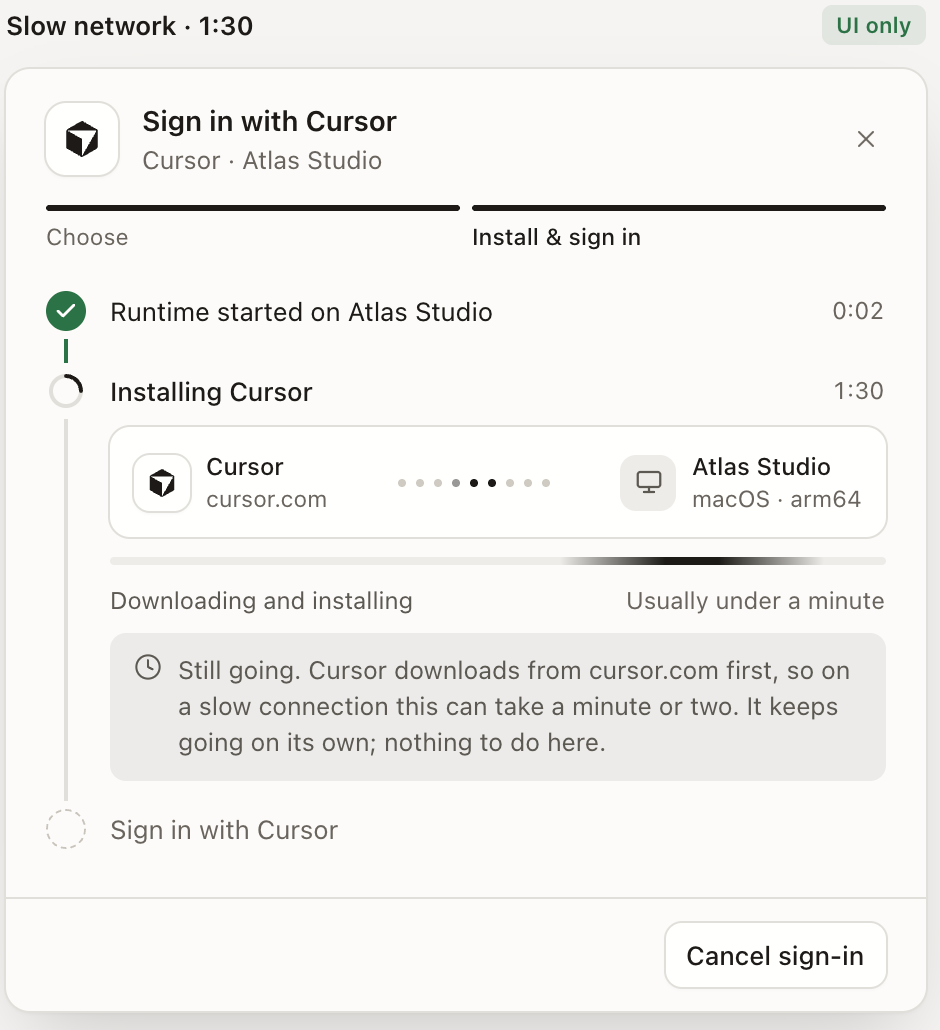 Slow network · 1:30
UI only
Sign in with Cursor
Cursor · Atlas Studio
Choose
Install & sign in
Runtime started on Atlas Studio
0:02
Installing Cursor
1:30
Cursor
cursor.com
Atlas Studio
macOS · arm64
Downloading and installing
Usually under a minute
Still going. Cursor downloads from cursor.com first, so on
a slow connection this can take a minute or two. It keeps
going on its own; nothing to do here.
Sign in with Cursor
Cancel sign-in